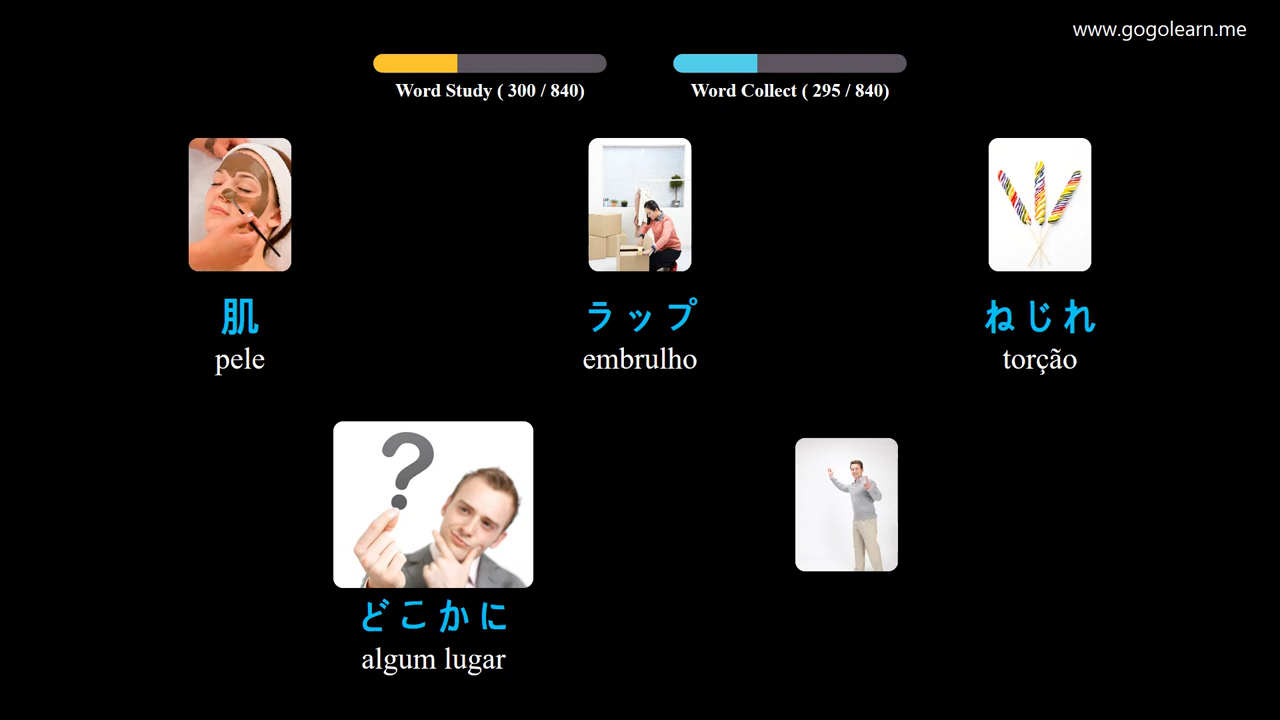 www.gogolearn.me
Word Study ( 300 / 840)
Word Collect ( 295 / 840)
肌
pele
ラップ
embrulho
ねじれ
torção
どこかに
algum lugar